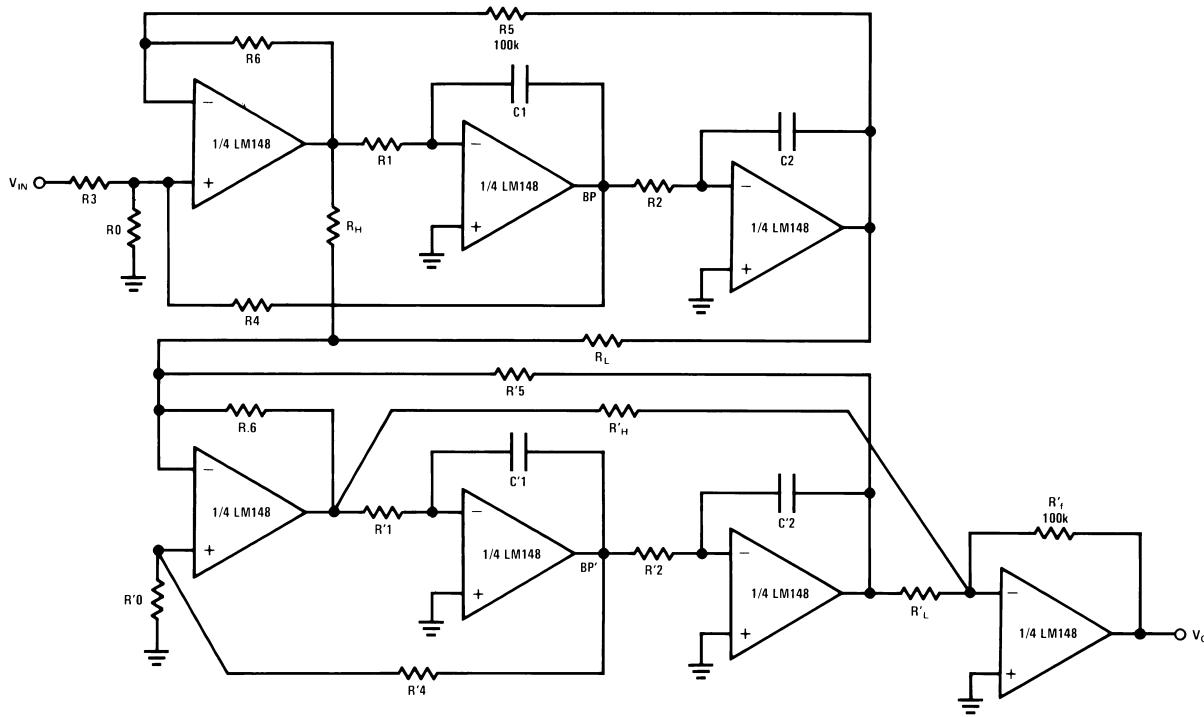 R5
100k
R6
C1
C2
−
1/4 LM148
+
R1
−
1/4 LM148
+
BP
R2
−
1/4 LM148
+
VIN
R3
R0
RH
R4
RL
R'5
R.6
R'H
C'1
C'2
−
1/4 LM148
+
R'1
−
1/4 LM148
+
BP'
R'2
−
1/4 LM148
+
R'L
R'f
100k
−
1/4 LM148
+
R'0
R'4